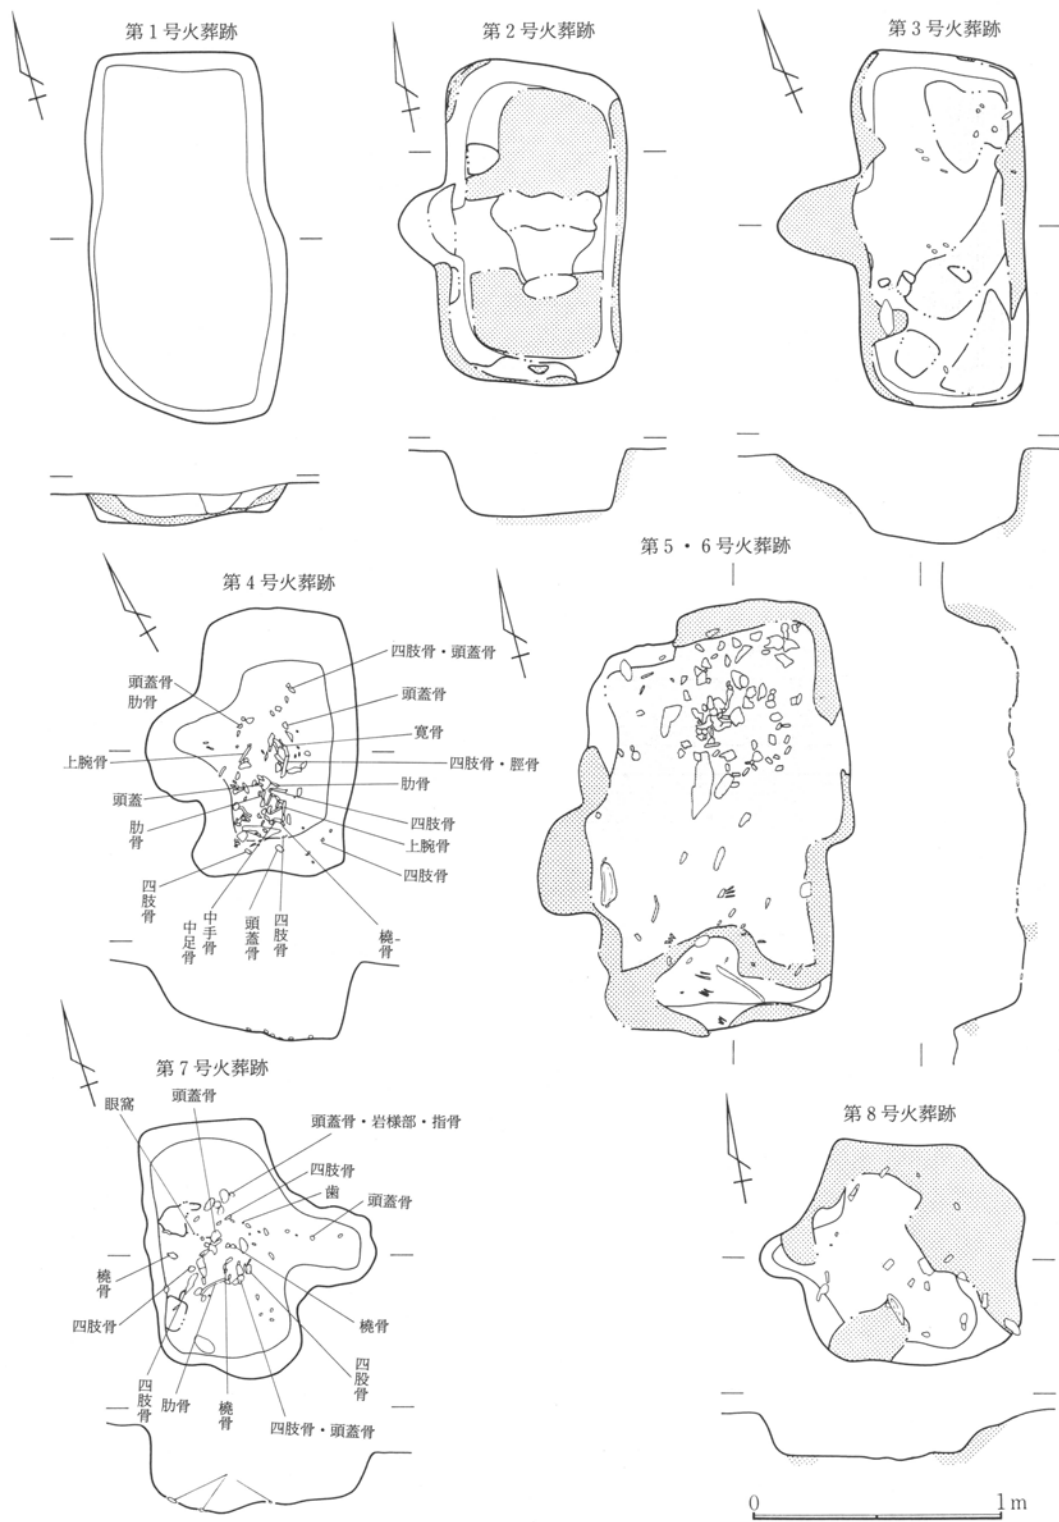 第1号火葬跡
第2号火葬跡
第3号火葬跡
第4号火葬跡
四肢骨・頭蓋骨
頭蓋骨
肋骨
頭蓋骨
寛骨
上腕骨
四肢骨・脛骨
頭蓋
肋骨
肋骨
四肢骨
上腕骨
四肢骨
四肢骨
中足骨
中手骨
頭蓋骨
四肢骨
橈骨
第5・6号火葬跡
第7号火葬跡
眼窩
頭蓋骨
頭蓋骨・岩様部・指骨
四肢骨
歯
頭蓋骨
橈骨
四肢骨
橈骨
四股骨
四肢骨
肋骨
橈骨
四肢骨・頭蓋骨
第8号火葬跡
0
1m